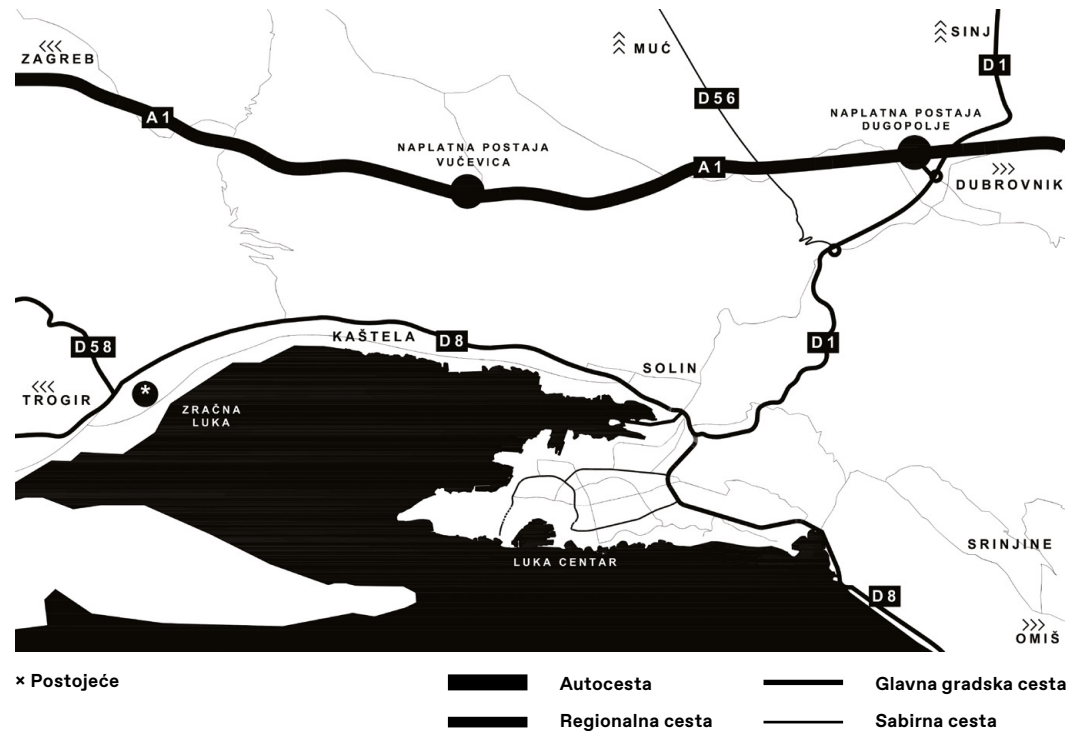 <<<
ZAGREB
MUĆ
SINJ
D1
D56
A1
NAPLATNA POSTAJA
DUGOPOLJE
NAPLATNA POSTAJA
VUČEVICA
A1
>>>
DUBROVNIK
KAŠTELA
D8
D58
D1
SOLIN
<<<
TROGIR
*
ZRAČNA
LUKA
SRINJINE
LUKA CENTAR
D8
>>>
OMIŠ
× Postojeće
Autocesta
Glavna gradska cesta
Regionalna cesta
Sabirna cesta